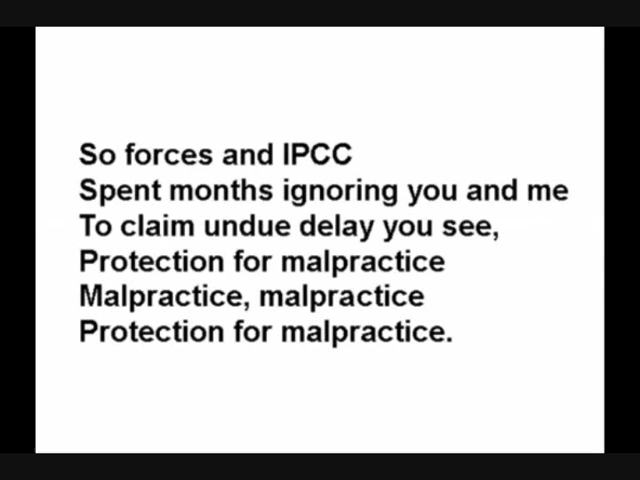 So forces and IPCC
Spent months ignoring you and me
To claim undue delay you see,
Protection for malpractice
Malpractice, malpractice
Protection for malpractice.